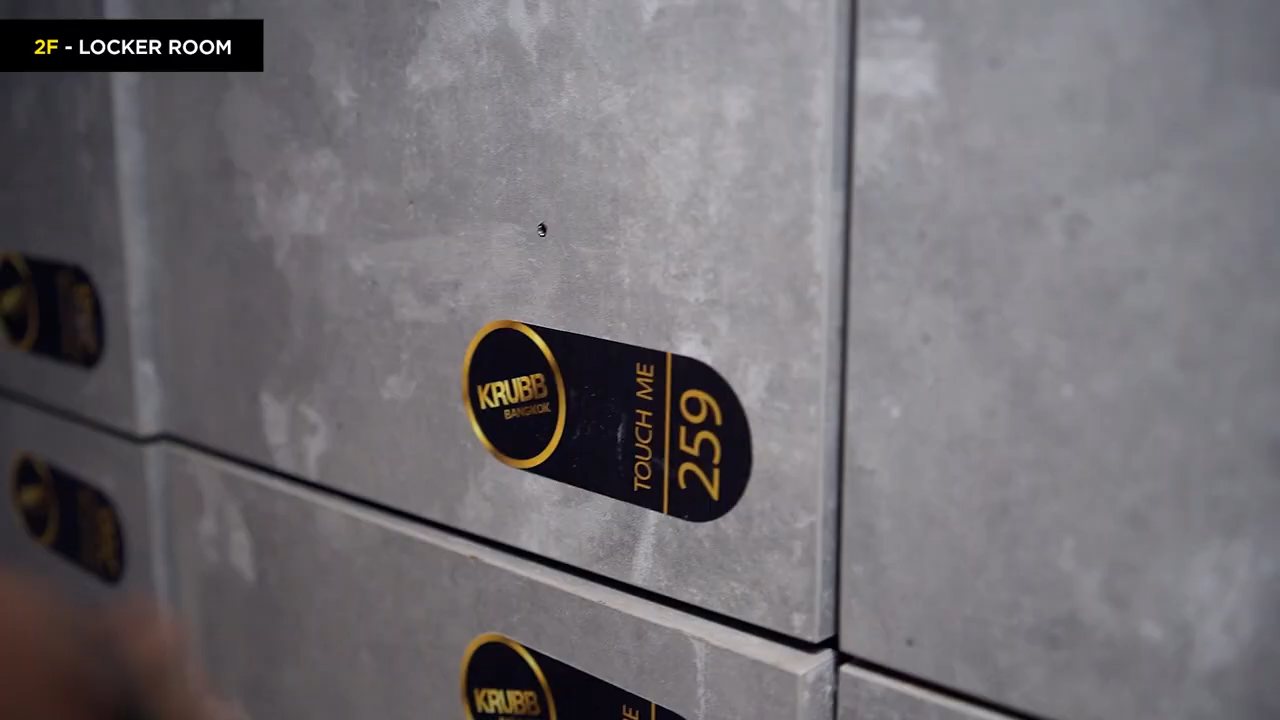 2F - LOCKER ROOM
KRUBB
BANGKOK
TOUCH ME
259
KRUBB